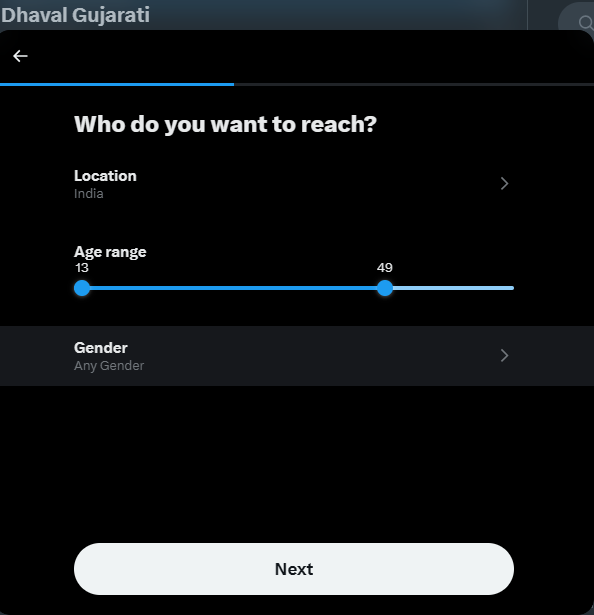 Dhaval Gujarati
Who do you want to reach?
Location
India
Age range
13
49
Gender
Any Gender
Next